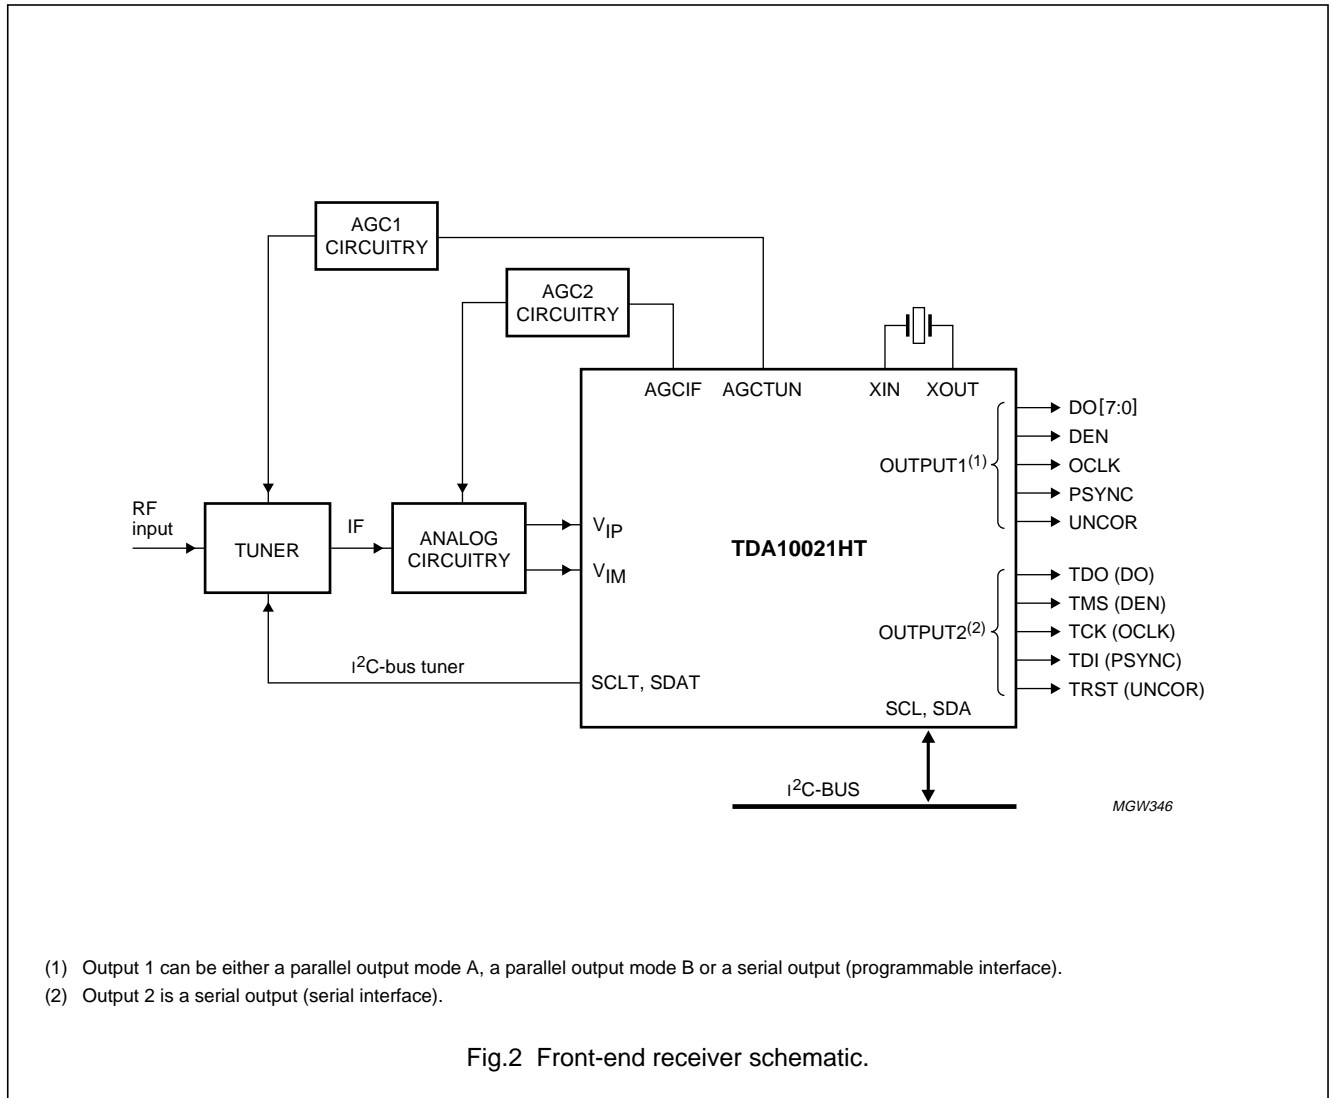 AGC1
CIRCUITRY
AGC2
CIRCUITRY
AGCIF
AGCTUN
XIN
XOUT
DO[7:0]
DEN
OUTPUT1(1)
OCLK
PSYNC
UNCOR
RF
input
TUNER
IF
ANALOG
CIRCUITRY
VIP
VIM
TDA10021HT
TDO (DO)
TMS (DEN)
OUTPUT2(2)
TCK (OCLK)
TDI (PSYNC)
TRST (UNCOR)
I2C-bus tuner
SCLT, SDAT
SCL, SDA
I2C-BUS
MGW346
(1) Output 1 can be either a parallel output mode A, a parallel output mode B or a serial output (programmable interface).
(2) Output 2 is a serial output (serial interface).
Fig.2 Front-end receiver schematic.